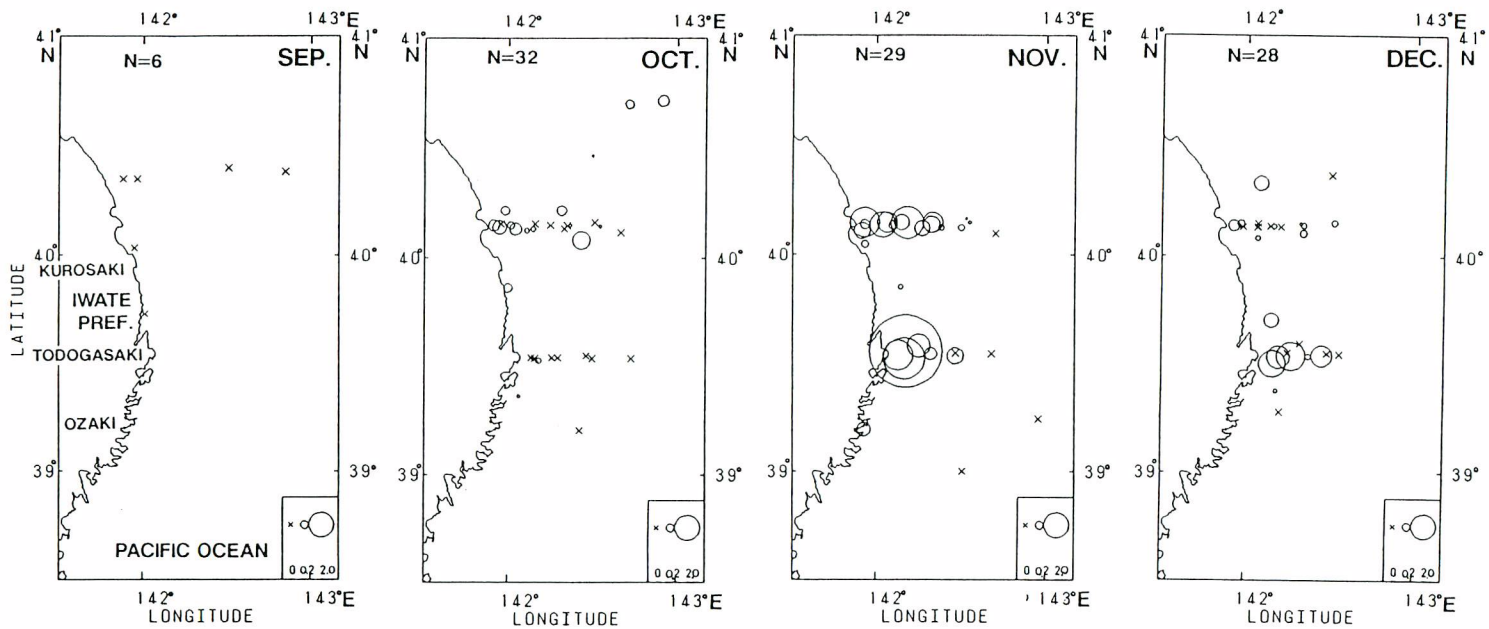 142° 143°E
41° N
N=6 SEP.
40°
KUROSAKI
IWATE
PREF.
TODOGASAKI
OZAKI
39°
PACIFIC OCEAN
0 0.2 2.0
142° 143°E
LONGITUDE
LATITUDE
142° 143°E
41° N 41° N
N=32 OCT.
40° 40°
39° 39°
0 0.2 2.0
142° 143°E
LONGITUDE
142° 143°E
41° N 41° N
N=29 NOV.
40° 40°
39° 39°
0 0.2 2.0
142° 143°E
LONGITUDE
142° 143°E
41° N 41° N
N=28 DEC.
40° 40°
39° 39°
0 0.2 2.0
142° 143°E
LONGITUDE